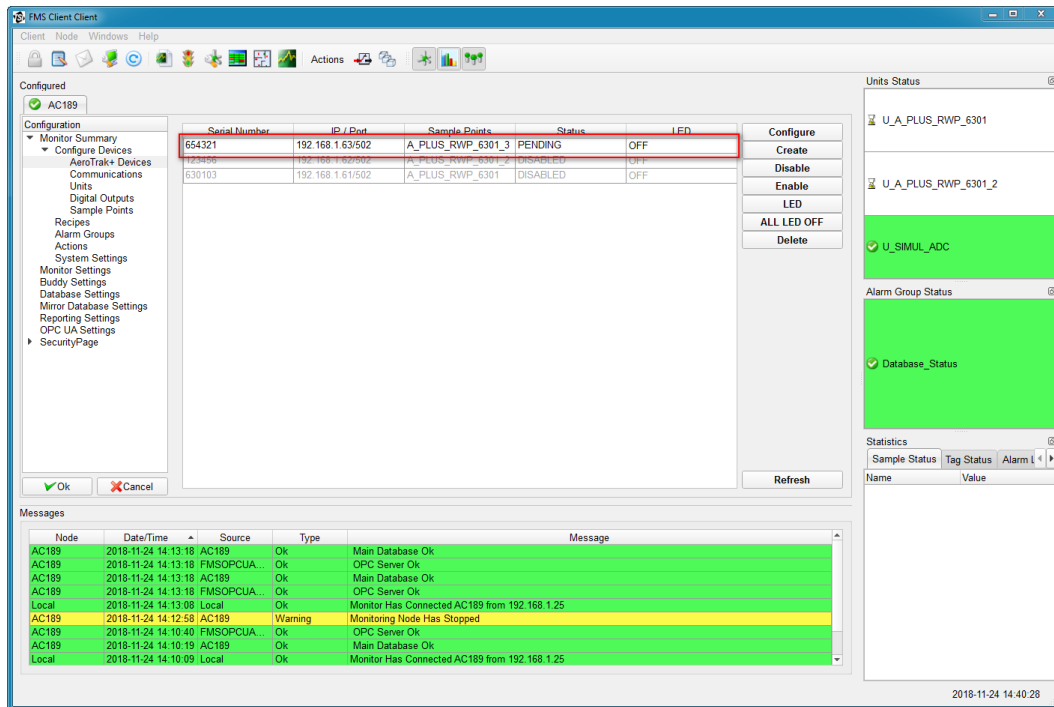 FMS Client Client
Client Node Windows Help
Actions
Configured
AC189
Configuration
Monitor Summary
Configure Devices
AeroTrak+ Devices
Communications
Units
Digital Outputs
Sample Points
Recipes
Alarm Groups
Actions
System Settings
Monitor Settings
Buddy Settings
Database Settings
Mirror Database Settings
Reporting Settings
OPC UA Settings
SecurityPage
Ok Cancel
Serial Number IP / Port Sample Points Status LED
654321 192.168.1.63/502 A_PLUS_RWP_6301_3 PENDING OFF
123456 192.168.1.62/502 A_PLUS_RWP_6301_2 DISABLED OFF
630103 192.168.1.61/502 A_PLUS_RWP_6301 DISABLED OFF
Configure
Create
Disable
Enable
LED
ALL LED OFF
Delete
Refresh
Units Status
U_A_PLUS_RWP_6301
U_A_PLUS_RWP_6301_2
U_SIMUL_ADC
Alarm Group Status
Database_Status
Statistics
Sample Status Tag Status Alarm
Name Value
Messages
Node Date/Time Source Type Message
AC189 2018-11-24 14:13:18 AC189 Ok Main Database Ok
AC189 2018-11-24 14:13:18 FMSOPCUA... Ok OPC Server Ok
AC189 2018-11-24 14:13:18 AC189 Ok Main Database Ok
AC189 2018-11-24 14:13:18 FMSOPCUA... Ok OPC Server Ok
Local 2018-11-24 14:13:08 Local Ok Monitor Has Connected AC189 from 192.168.1.25
AC189 2018-11-24 14:12:58 AC189 Warning Monitoring Node Has Stopped
AC189 2018-11-24 14:10:40 FMSOPCUA... Ok OPC Server Ok
AC189 2018-11-24 14:10:19 AC189 Ok Main Database Ok
Local 2018-11-24 14:10:09 Local Ok Monitor Has Connected AC189 from 192.168.1.25
2018-11-24 14:40:28